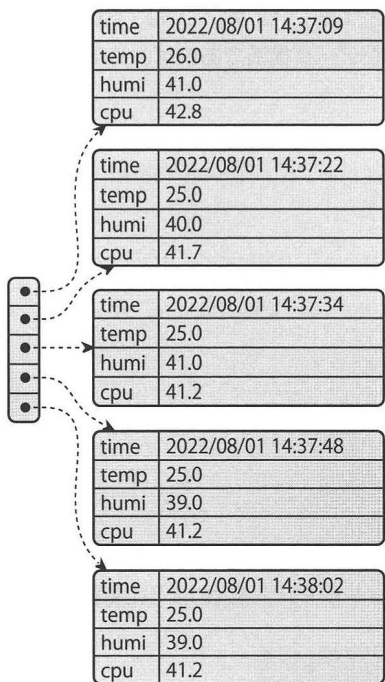 time 2022/08/01 14:37:09
temp 26.0
humi 41.0
cpu 42.8
time 2022/08/01 14:37:22
temp 25.0
humi 40.0
cpu 41.7
time 2022/08/01 14:37:34
temp 25.0
humi 41.0
cpu 41.2
time 2022/08/01 14:37:48
temp 25.0
humi 39.0
cpu 41.2
time 2022/08/01 14:38:02
temp 25.0
humi 39.0
cpu 41.2